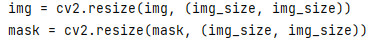 img = cv2.resize(img, (img_size, img_size))
mask = cv2.resize(mask, (img_size, img_size))